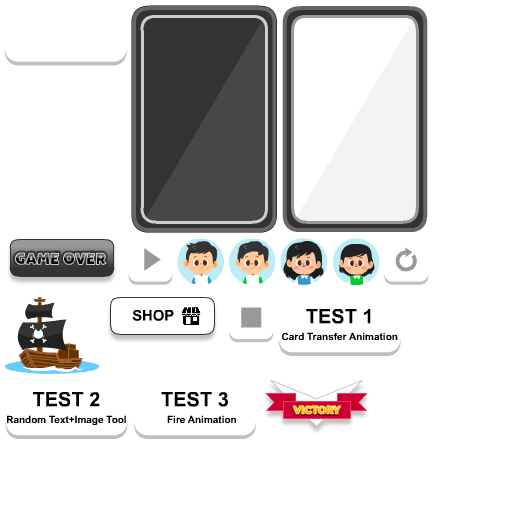 GAME OVER
SHOP
TEST 1
Card Transfer Animation
TEST 2
Random Text+Image Tool
TEST 3
Fire Animation
VICTORY